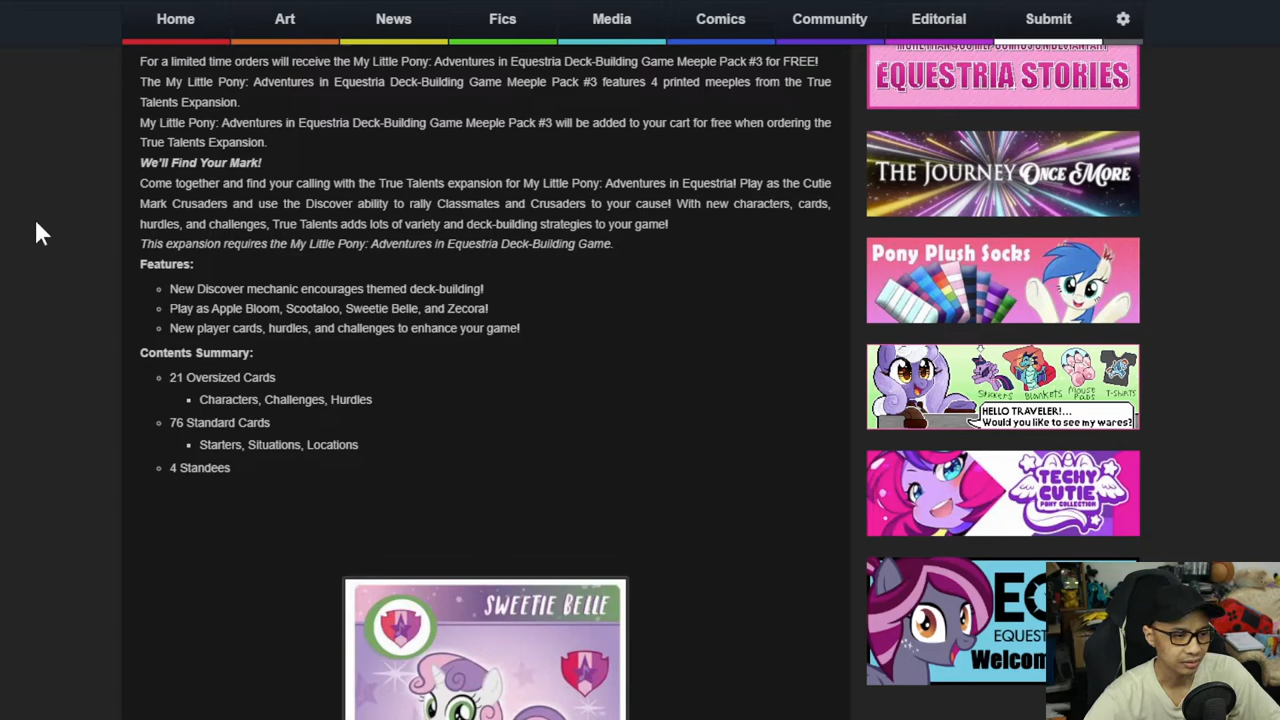 Home Art News Fics Media Comics Community Editorial Submit
For a limited time orders will receive the My Little Pony: Adventures in Equestria Deck-Building Game Meeple Pack #3 for FREE!
The My Little Pony: Adventures in Equestria Deck-Building Game Meeple Pack #3 features 4 printed meeples from the True
Talents Expansion.
My Little Pony: Adventures in Equestria Deck-Building Game Meeple Pack #3 will be added to your cart for free when ordering the
True Talents Expansion.
We'll Find Your Mark!
Come together and find your calling with the True Talents expansion for My Little Pony: Adventures in Equestria! Play as the Cutie
Mark Crusaders and use the Discover ability to rally Classmates and Crusaders to your cause! With new characters, cards,
hurdles, and challenges, True Talents adds lots of variety and deck-building strategies to your game!
This expansion requires the My Little Pony: Adventures in Equestria Deck-Building Game.
Features:
New Discover mechanic encourages themed deck-building!
Play as Apple Bloom, Scootaloo, Sweetie Belle, and Zecora!
New player cards, hurdles, and challenges to enhance your game!
Contents Summary:
21 Oversized Cards
Characters, Challenges, Hurdles
76 Standard Cards
Starters, Situations, Locations
4 Standees
SWEETIE BELLE
EQUESTRIA STORIES
THE JOURNEY ONCE MORE
Pony Plush Socks
STICKERS BLANKETS MOUSE PADS T-SHIRTS
HELLO TRAVELER!...
Would you like to see my wares?
TECHY
CUTIE
PONY COLLECTION
EQUEST
Welcom